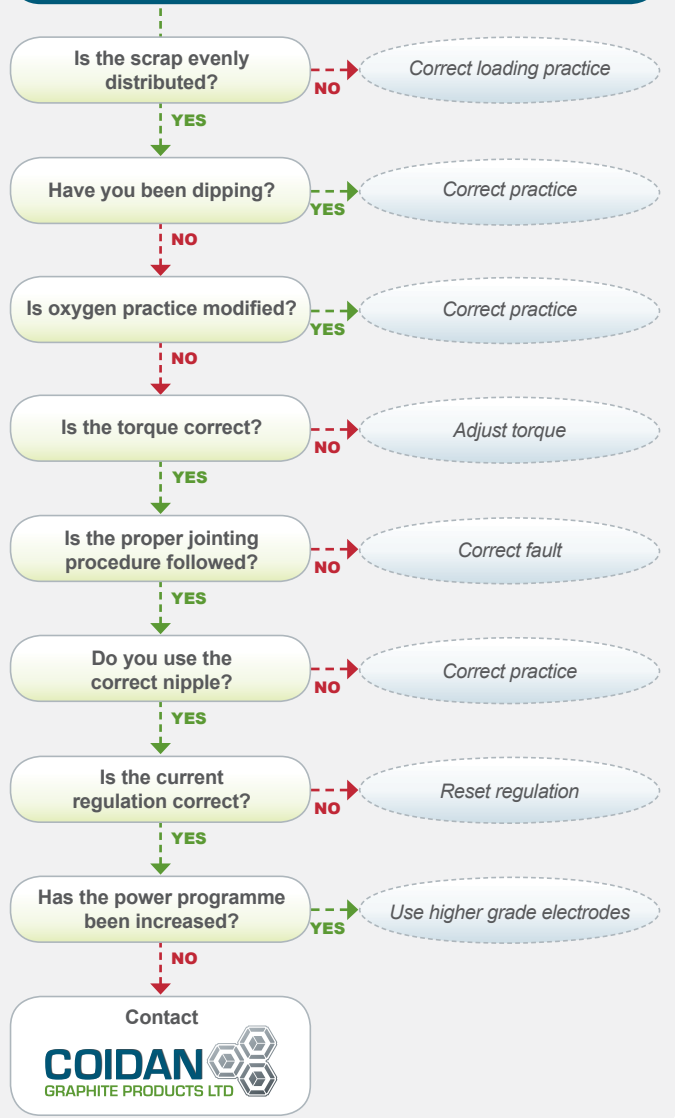 Is the scrap evenly
distributed?
NO
Correct loading practice
YES
Have you been dipping?
YES
Correct practice
NO
Is oxygen practice modified?
YES
Correct practice
NO
Is the torque correct?
NO
Adjust torque
YES
Is the proper jointing
procedure followed?
NO
Correct fault
YES
Do you use the
correct nipple?
NO
Correct practice
YES
Is the current
regulation correct?
NO
Reset regulation
YES
Has the power programme
been increased?
YES
Use higher grade electrodes
NO
Contact
COIDAN
GRAPHITE PRODUCTS LTD